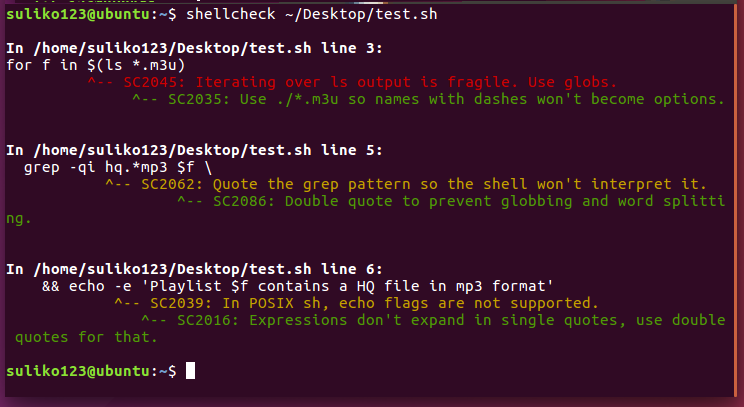 suliko123@ubuntu:~$ shellcheck ~/Desktop/test.sh
In /home/suliko123/Desktop/test.sh line 3:
for f in $(ls *.m3u)
^-- SC2045: Iterating over ls output is fragile. Use globs.
^-- SC2035: Use ./*.m3u so names with dashes won't become options.
In /home/suliko123/Desktop/test.sh line 5:
grep -qi hq.*mp3 $f \
^-- SC2062: Quote the grep pattern so the shell won't interpret it.
^-- SC2086: Double quote to prevent globbing and word splitti
ng.
In /home/suliko123/Desktop/test.sh line 6:
&& echo -e 'Playlist $f contains a HQ file in mp3 format'
^-- SC2039: In POSIX sh, echo flags are not supported.
^-- SC2016: Expressions don't expand in single quotes, use double
quotes for that.
suliko123@ubuntu:~$